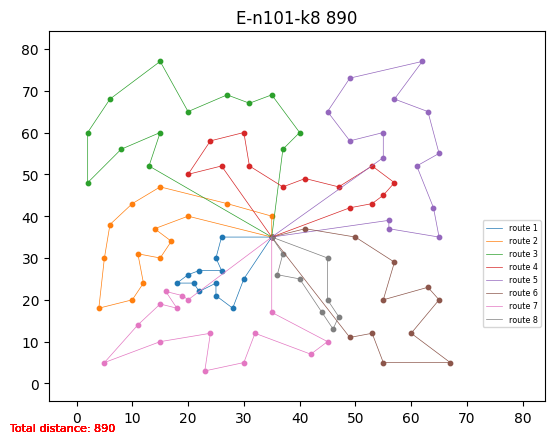 E-n101-k8 890
80
70
60
50
40
30
20
10
0
route 1
route 2
route 3
route 4
route 5
route 6
route 7
route 8
0 10 20 30 40 50 60 70 80
Total distance: 890